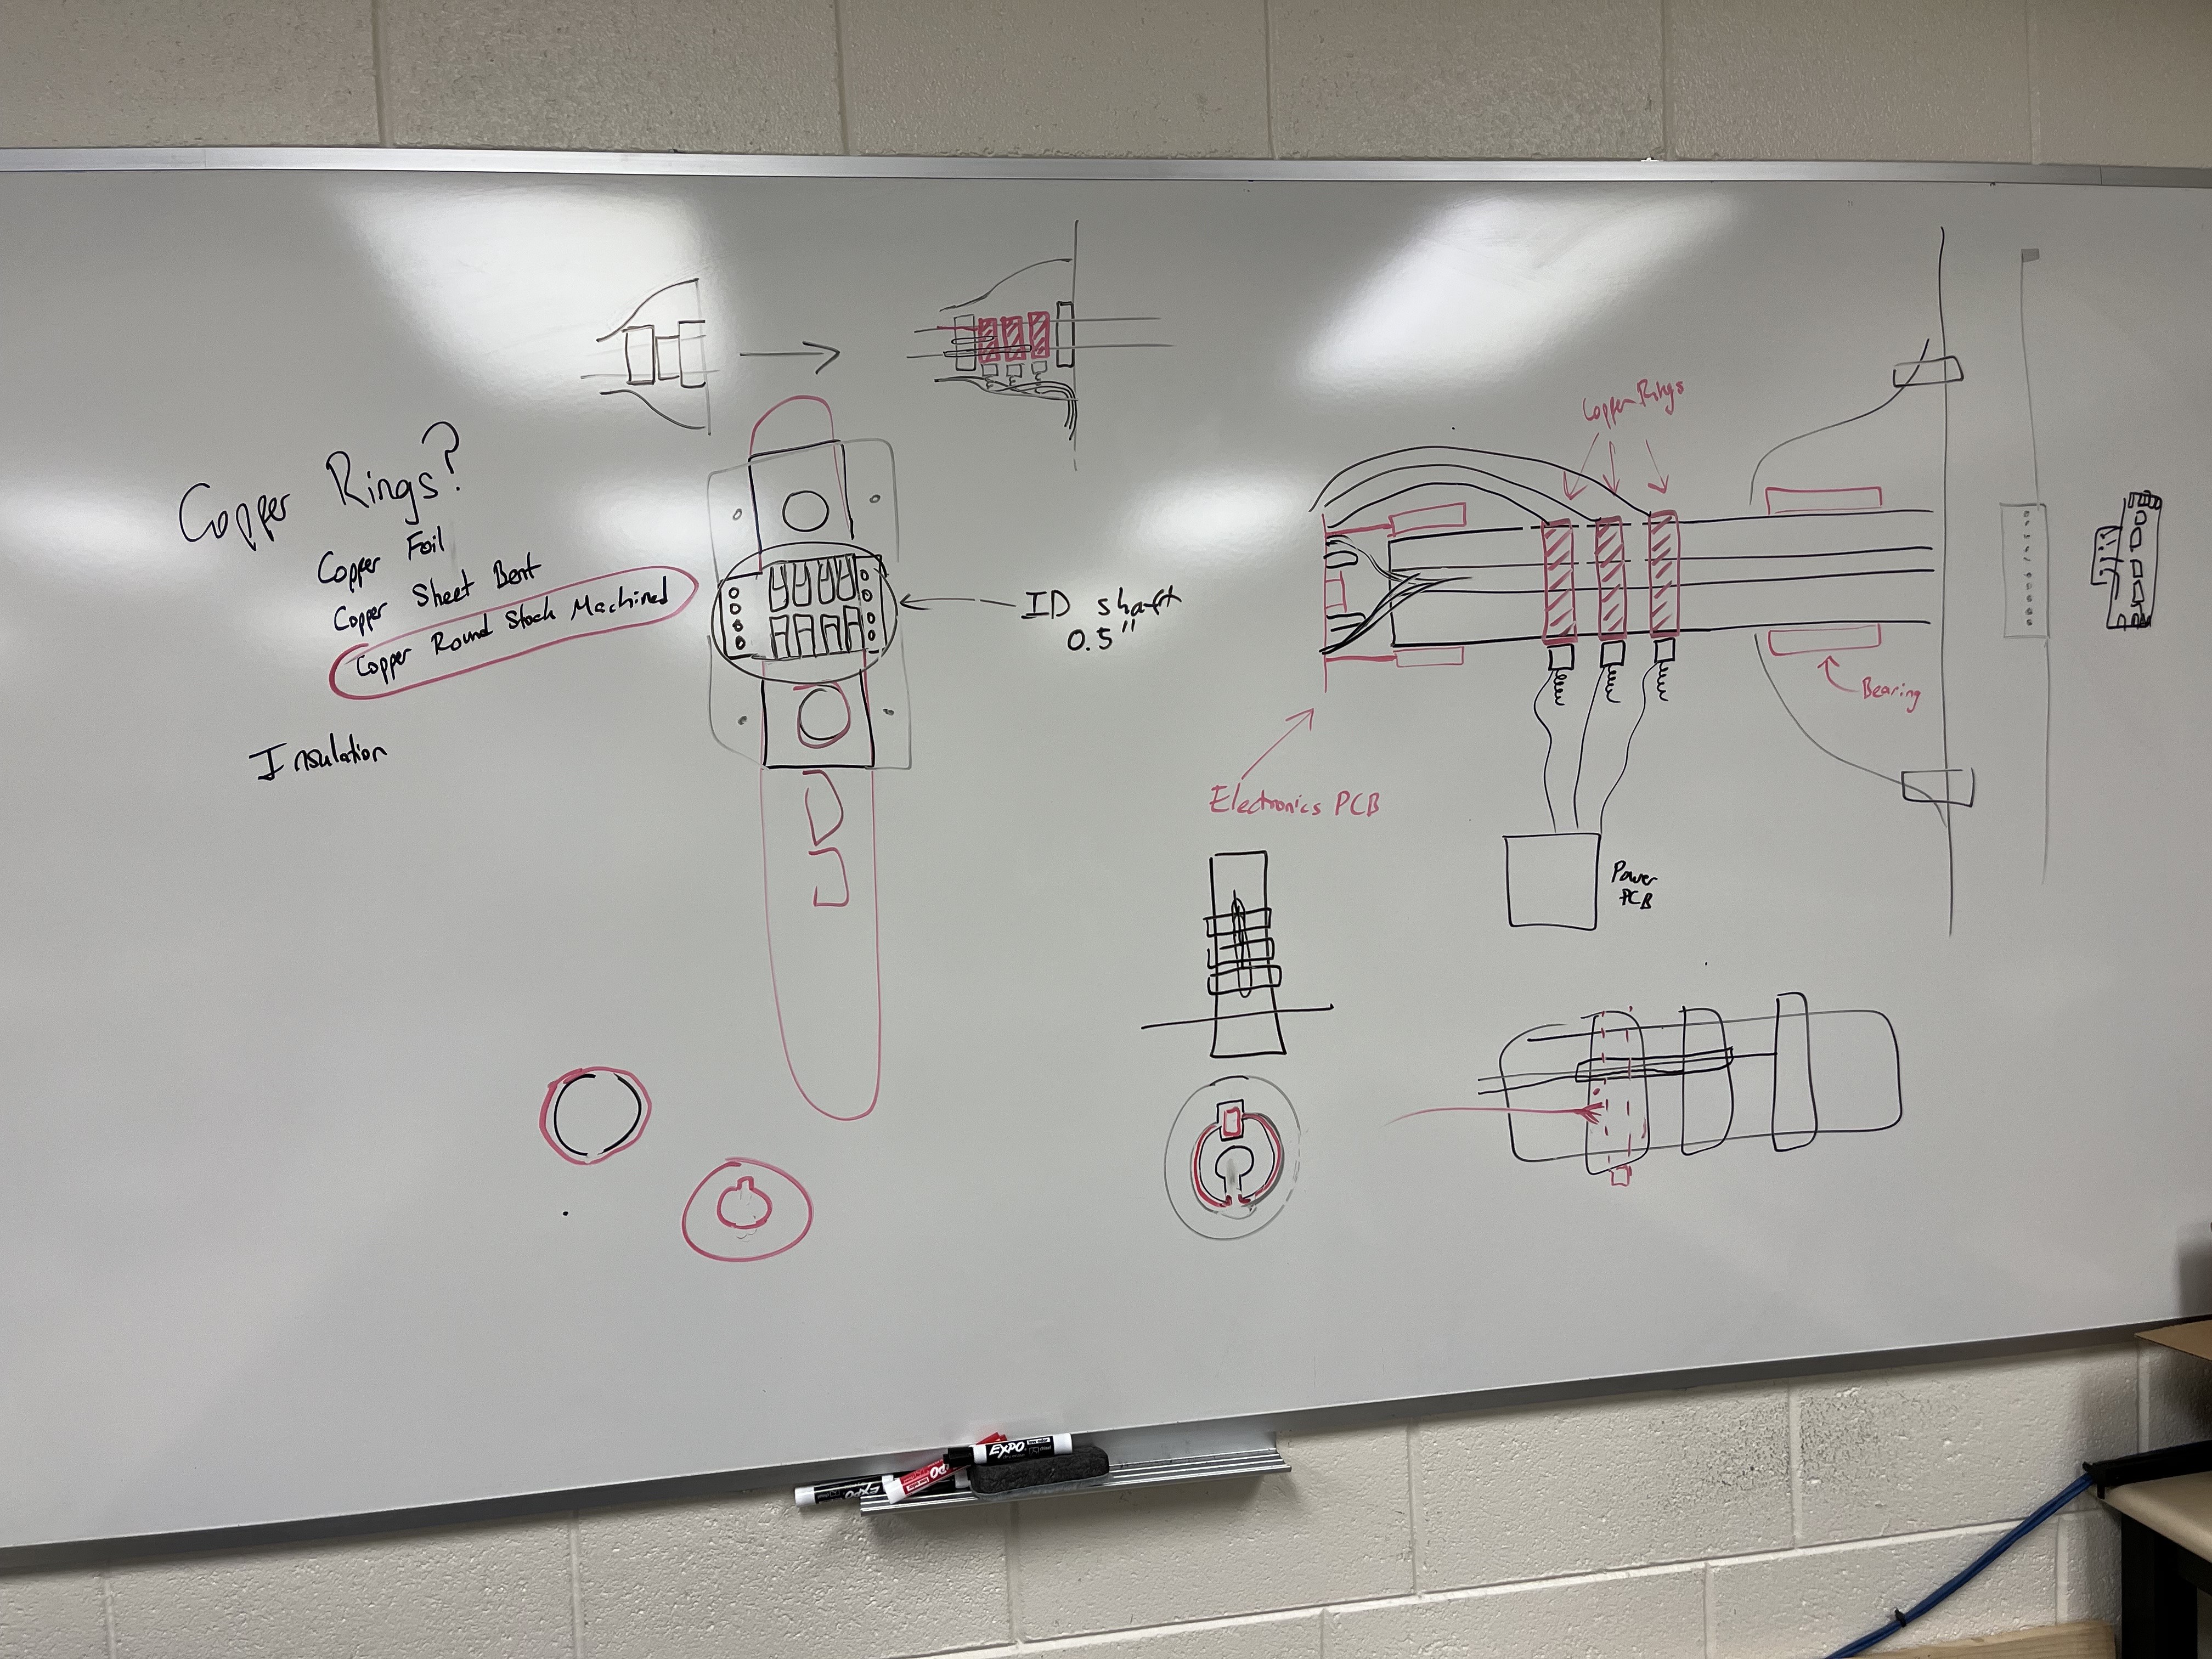 Copper Rings?
Copper Foil
Copper Sheet Bent
Copper Round Stock Machined
Insulation
ID shaft
0.5"
Copper Rings
Bearing
Electronics PCB
Power
PCB
EXPO
EXPO